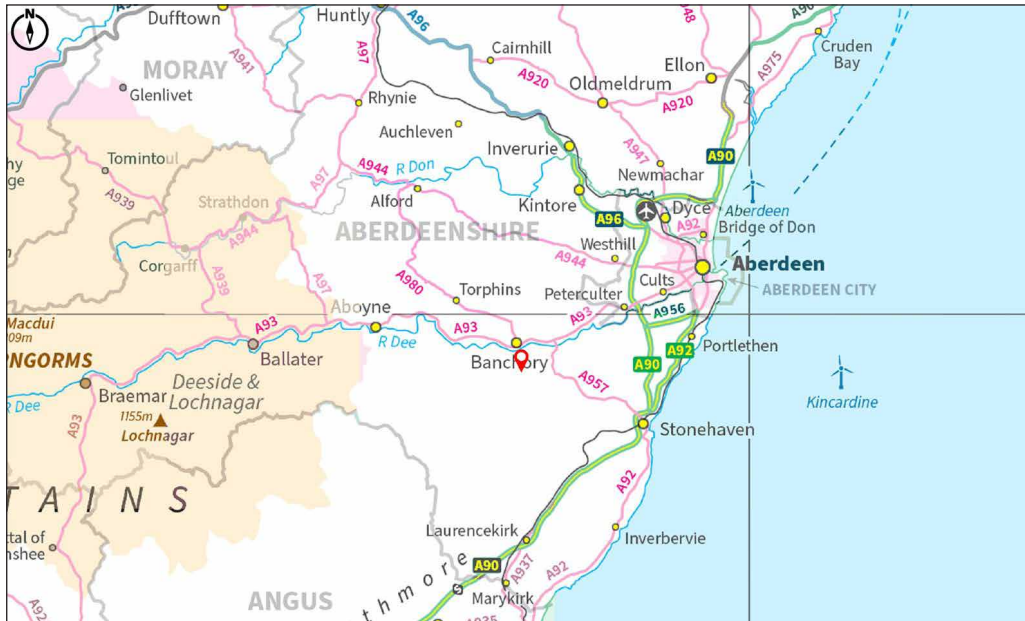 N
Dufftown
Huntly
A96
A97
A941
MORAY
Glenlivet
Rhynie
Cairnhill
A920
Oldmeldrum
Ellon
A920
A948
A90
A975
Cruden
Bay
Auchleven
Inverurie
A947
A90
Newmachar
Tomintoul
A939
Strathdon
A944
A97
A944
R Don
Alford
Kintore
A96
Dyce
A92
Aberdeen
Bridge of Don
ABERDEENSHIRE
Westhill
A944
Corgarff
A939
A97
A980
Aberdeen
ABERDEEN CITY
Torphins
Cults
Peterculter
A956
A93
Aboyne
A93
R Dee
A93
Macdui
09m
NGORMS
Ballater
Banchory
A957
A90
A92
Portlethen
Deeside &
Lochnagar
Braemar
R Dee
A93
1155m
Lochnagar
Kincardine
Stonehaven
A92
TAINS
Laurencekirk
Inverbervie
A90
A937
A92
Marykirk
ANGUS
thmore